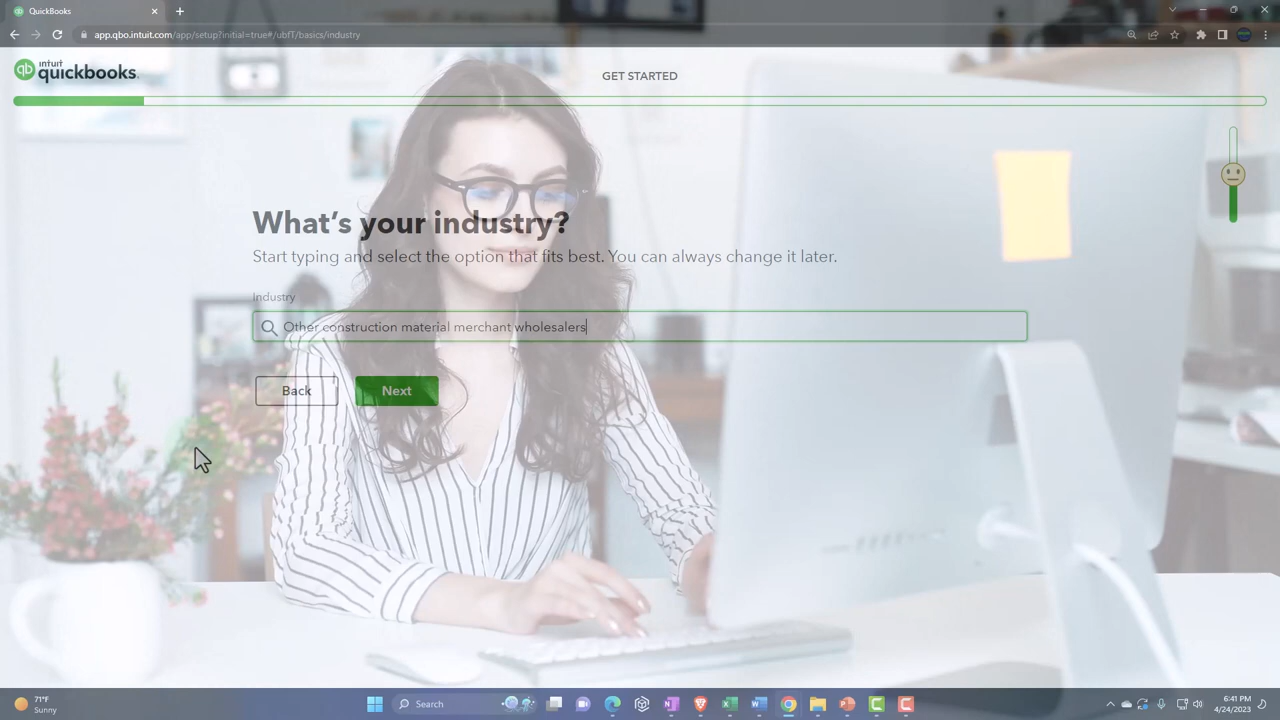 QuickBooks
app.qbo.intuit.com/app/setup?initial=true#/ubfT/basics/industry
intuit
quickbooks.
GET STARTED
What's your industry?
Start typing and select the option that fits best. You can always change it later.
Industry
Other construction material merchant wholesalers
Back
Next
71°F
Sunny
Search
6:41 PM
4/24/2023